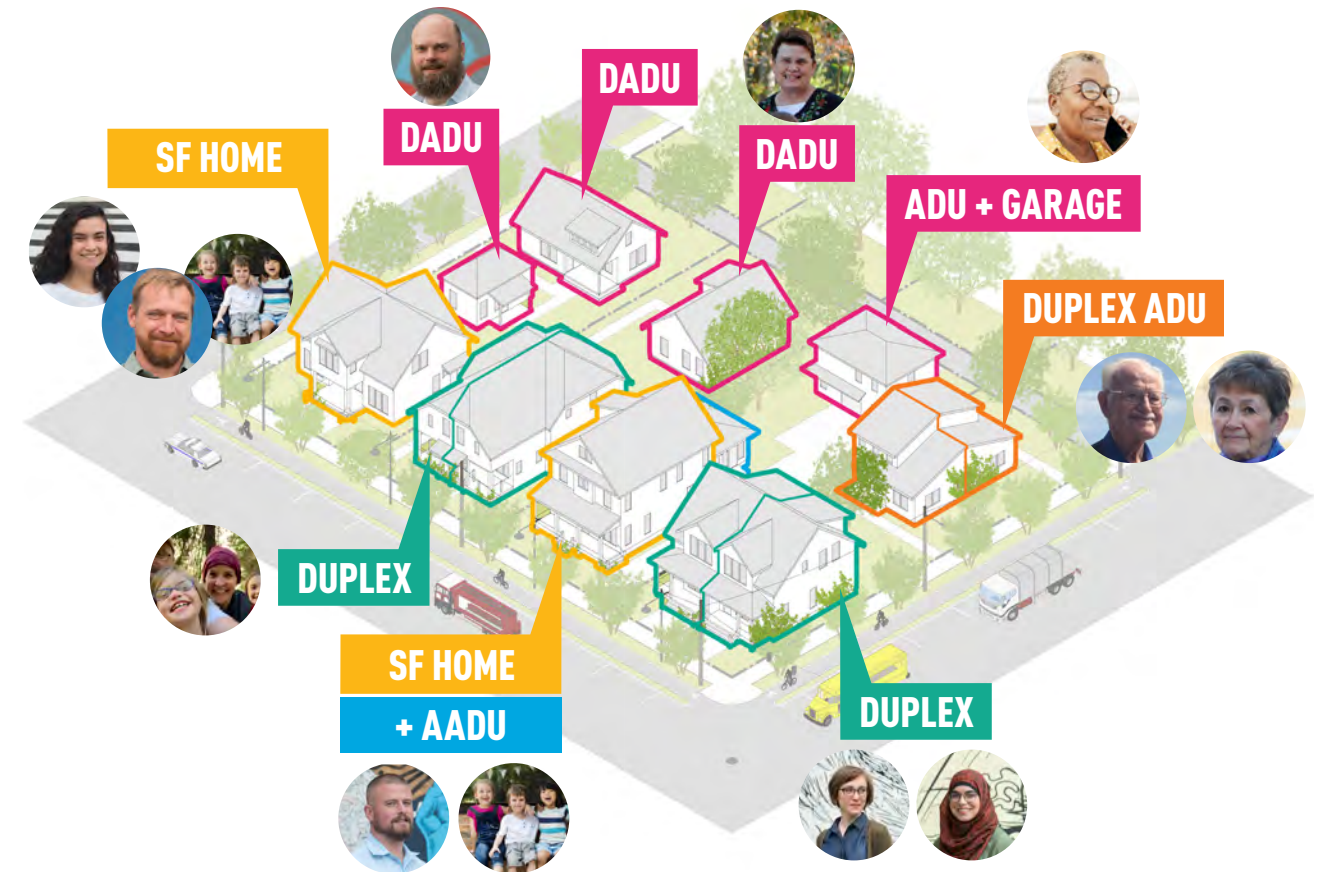 DADU
DADU
DADU
SF HOME
ADU + GARAGE
DUPLEX ADU
DUPLEX
SF HOME
+ AADU
DUPLEX